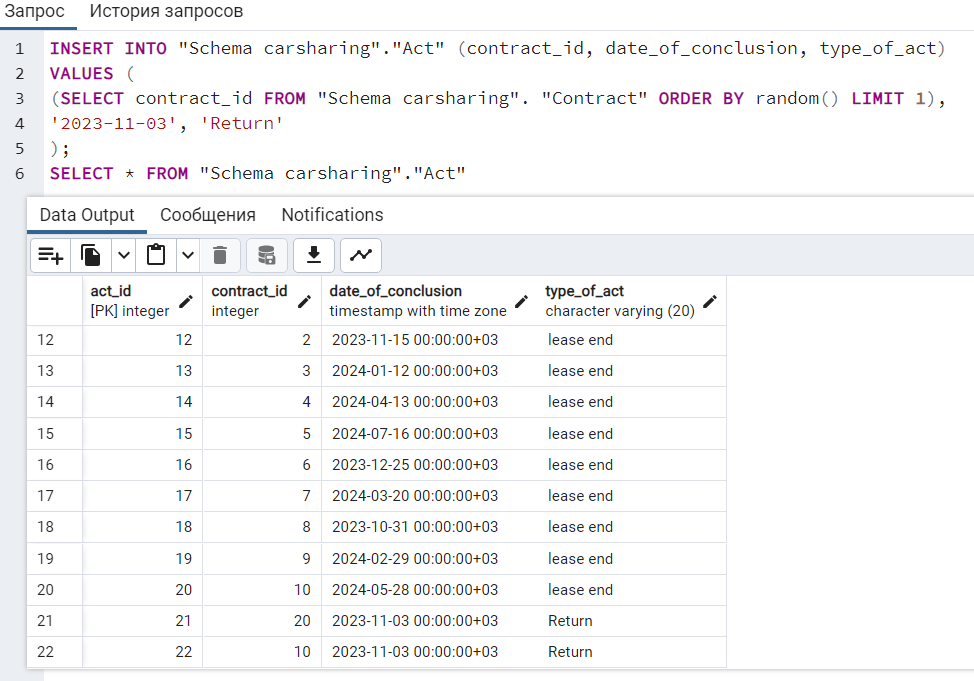 Запрос История запросов
1 INSERT INTO "Schema carsharing"."Act" (contract_id, date_of_conclusion, type_of_act)
2 VALUES (
3 (SELECT contract_id FROM "Schema carsharing". "Contract" ORDER BY random() LIMIT 1),
4 '2023-11-03', 'Return'
5 );
6 SELECT * FROM "Schema carsharing"."Act"
Data Output Сообщения Notifications
act_id contract_id date_of_conclusion type_of_act
[PK] integer integer timestamp with time zone character varying (20)
12 12 2 2023-11-15 00:00:00+03 lease end
13 13 3 2024-01-12 00:00:00+03 lease end
14 14 4 2024-04-13 00:00:00+03 lease end
15 15 5 2024-07-16 00:00:00+03 lease end
16 16 6 2023-12-25 00:00:00+03 lease end
17 17 7 2024-03-20 00:00:00+03 lease end
18 18 8 2023-10-31 00:00:00+03 lease end
19 19 9 2024-02-29 00:00:00+03 lease end
20 20 10 2024-05-28 00:00:00+03 lease end
21 21 20 2023-11-03 00:00:00+03 Return
22 22 10 2023-11-03 00:00:00+03 Return